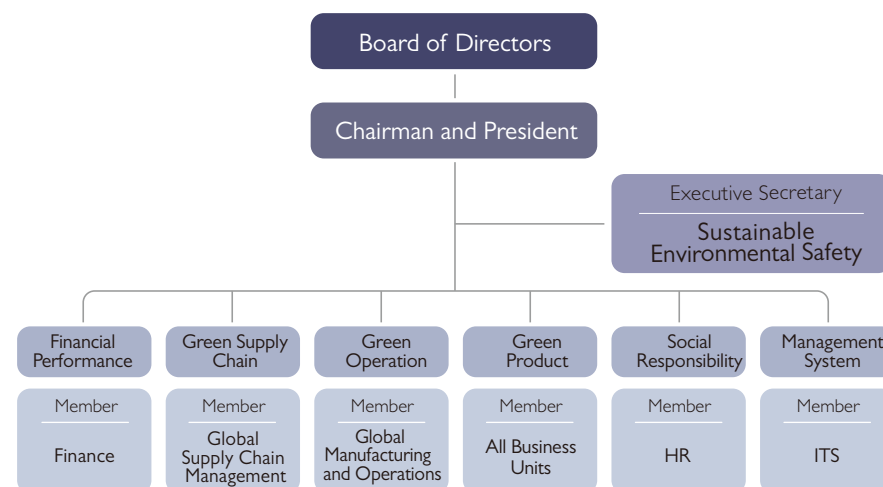 Board of Directors
Chairman and President
Executive Secretary
Sustainable
Environmental Safety
Financial
Performance
Green Supply
Chain
Green
Operation
Green
Product
Social
Responsibility
Management
System
Member
Finance
Member
Global
Supply Chain
Management
Member
Global
Manufacturing
and Operations
Member
All Business
Units
Member
HR
Member
ITS